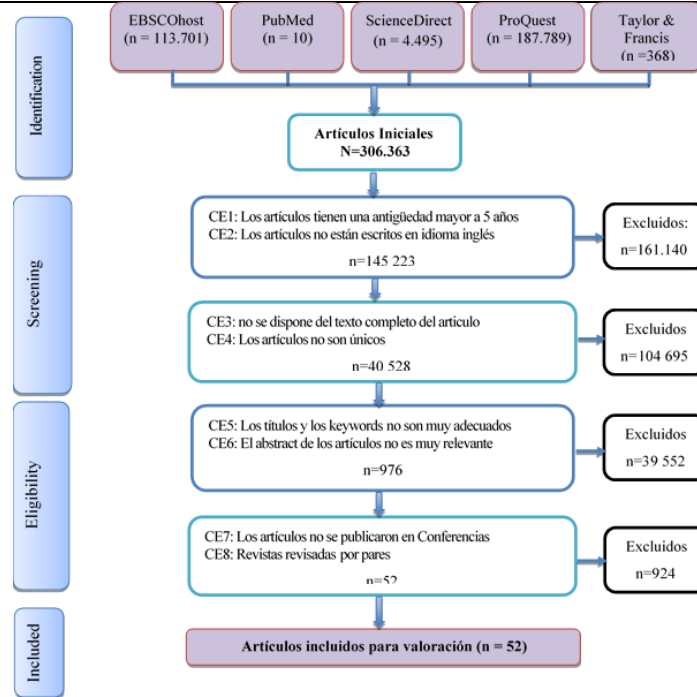 EBSCOhost
(n = 113.701)
PubMed
(n = 10)
ScienceDirect
(n = 4.495)
ProQuest
(n = 187.789)
Taylor &
Francis
(n =368)
Identification
Artículos Iniciales
N=306.363
Screening
CE1: Los artículos tienen una antigüedad mayor a 5 años
CE2: Los artículos no están escritos en idioma inglés
n=145 223
Excluidos:
n=161.140
CE3: no se dispone del texto completo del articulo
CE4: Los artículos no son únicos
n=40 528
Excluidos
n=104 695
Eligibility
CE5: Los títulos y los keywords no son muy adecuados
CE6: El abstract de los artículos no es muy relevante
n=976
Excluidos
n=39 552
CE7: Los artículos no se publicaron en Conferencias
CE8: Revistas revisadas por pares
n=52
Excluidos
n=924
Included
Artículos incluidos para valoración (n = 52)